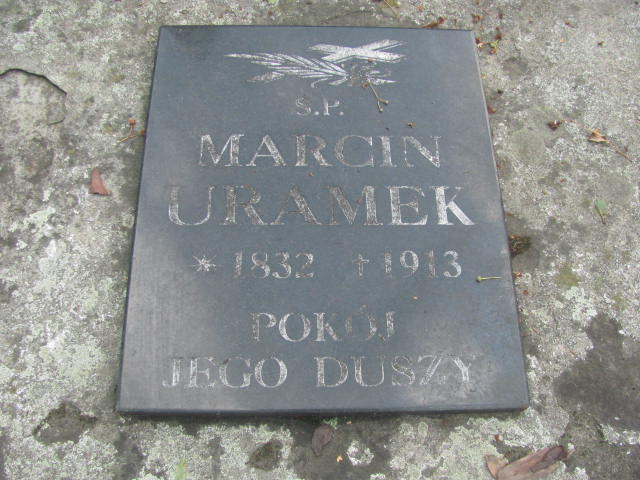 Ś.P.
MARCIN
URAMEK
* 1832 †1913
POKÓJ
JEGO DUSZY